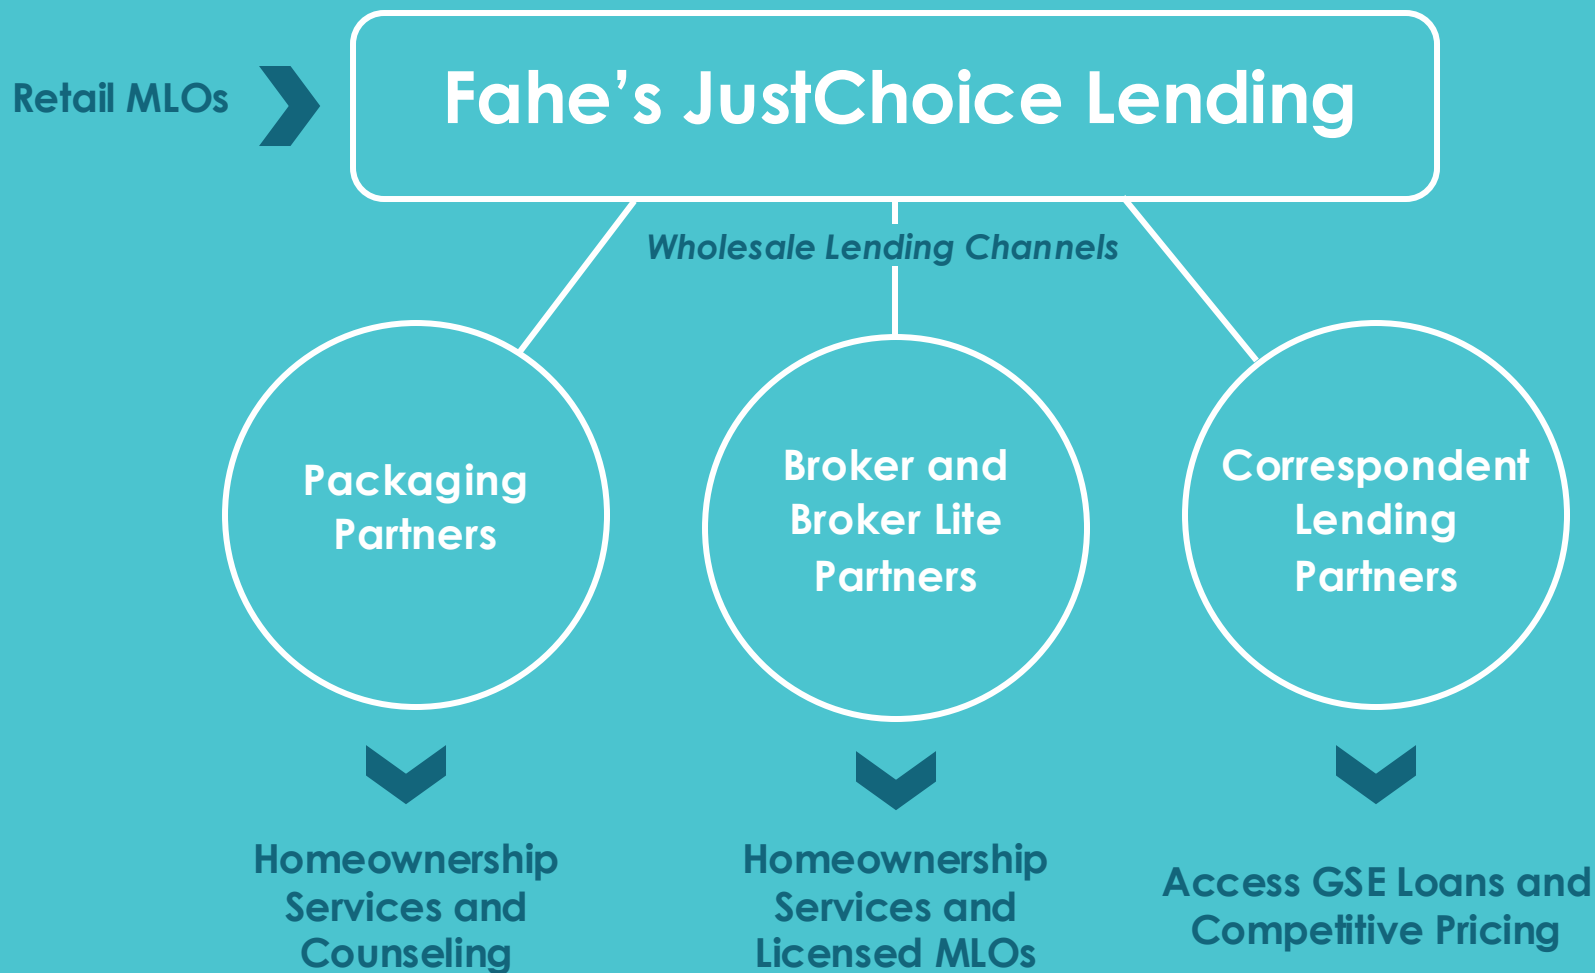 Retail MLOs
Fahe’s JustChoice Lending
Wholesale Lending Channels
Packaging
Partners
Broker and
Broker Lite
Partners
Correspondent
Lending
Partners
Homeownership
Services and
Counseling
Homeownership
Services and
Licensed MLOs
Access GSE Loans and
Competitive Pricing